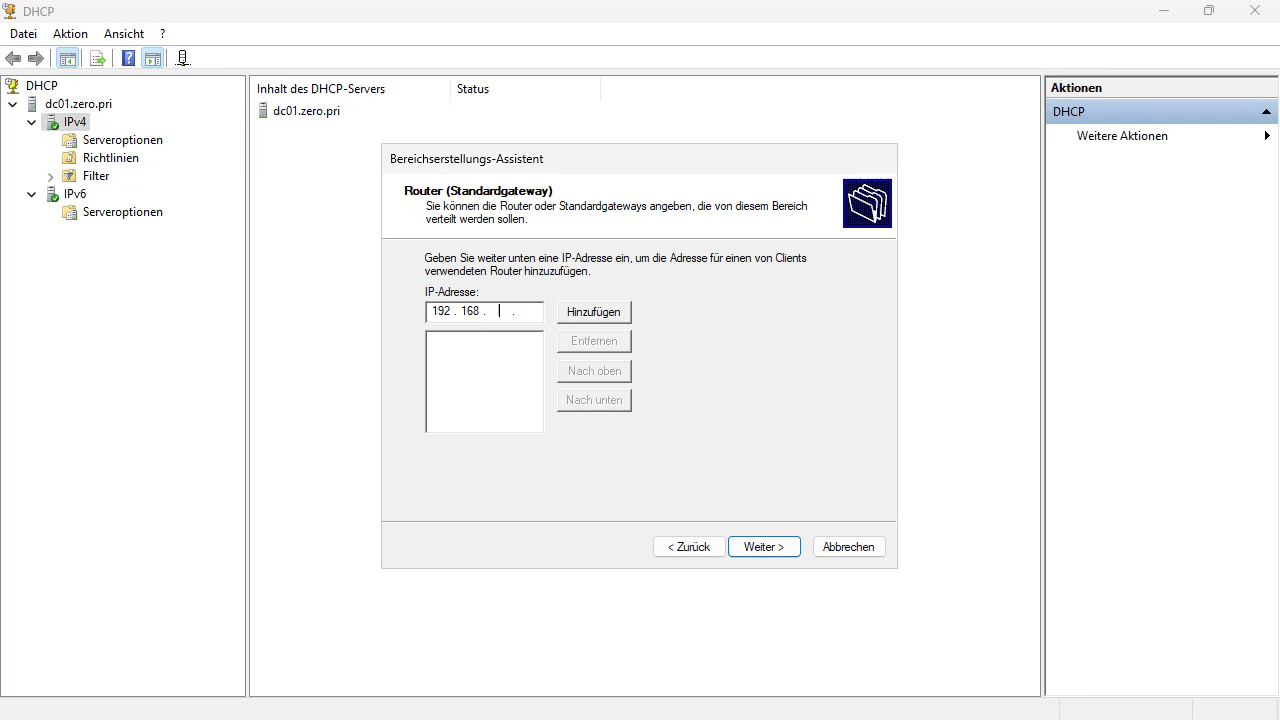 DHCP
Datei Aktion Ansicht ?
DHCP
dc01.zero.pri
IPv4
Serveroptionen
Richtlinien
Filter
IPv6
Serveroptionen
Inhalt des DHCP-Servers Status
dc01.zero.pri
Bereichserstellungs-Assistent
Router (Standardgateway)
Sie können die Router oder Standardgateways angeben, die von diesem Bereich
verteilt werden sollen.
Geben Sie weiter unten eine IP-Adresse ein, um die Adresse für einen von Clients
verwendeten Router hinzuzufügen.
IP-Adresse:
192 . 168 . .
Hinzufügen
Entfernen
Nach oben
Nach unten
< Zurück Weiter > Abbrechen
Aktionen
DHCP
Weitere Aktionen